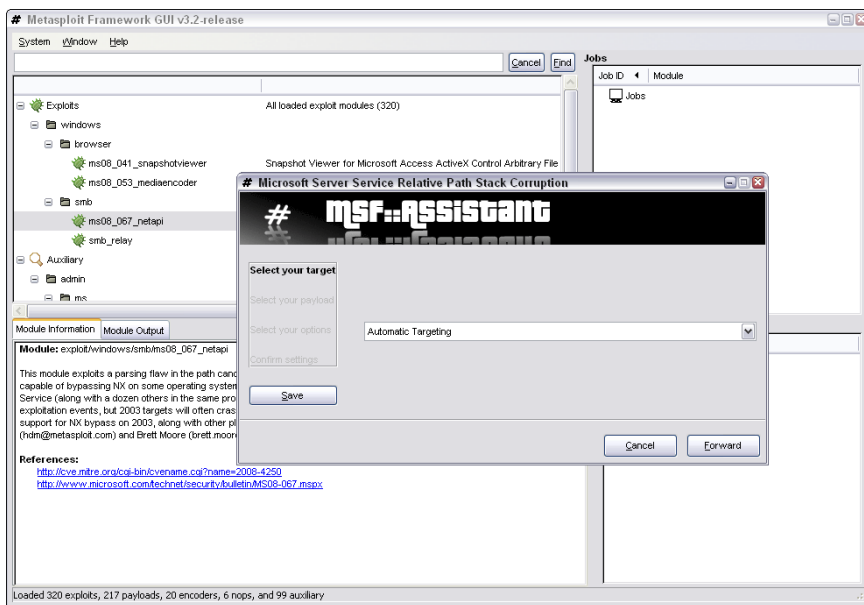 # Metasploit Framework GUI v3.2-release
System Window Help
Cancel Find
Jobs
Job ID Module
Jobs
Exploits All loaded exploit modules (320)
windows
browser
ms08_041_snapshotviewer Snapshot Viewer for Microsoft Access ActiveX Control Arbitrary File
ms08_053_mediaencoder
smb
ms08_067_netapi
smb_relay
Auxiliary
admin
ms
# Microsoft Server Service Relative Path Stack Corruption
# MSF::Assistant
Select your target
Select your payload
Select your options
Confirm settings
Automatic Targeting
Save
Cancel Forward
Module Information Module Output
Module: exploit/windows/smb/ms08_067_netapi
This module exploits a parsing flaw in the path cano
capable of bypassing NX on some operating system
Service (along with a dozen others in the same pro
exploitation events, but 2003 targets will often cras
support for NX bypass on 2003, along with other pl
(hdm@metasploit.com) and Brett Moore (brett.moor
References:
http://cve.mitre.org/cgi-bin/cvename.cgi?name=2008-4250
http://www.microsoft.com/technet/security/bulletin/MS08-067.mspx
Loaded 320 exploits, 217 payloads, 20 encoders, 6 nops, and 99 auxiliary